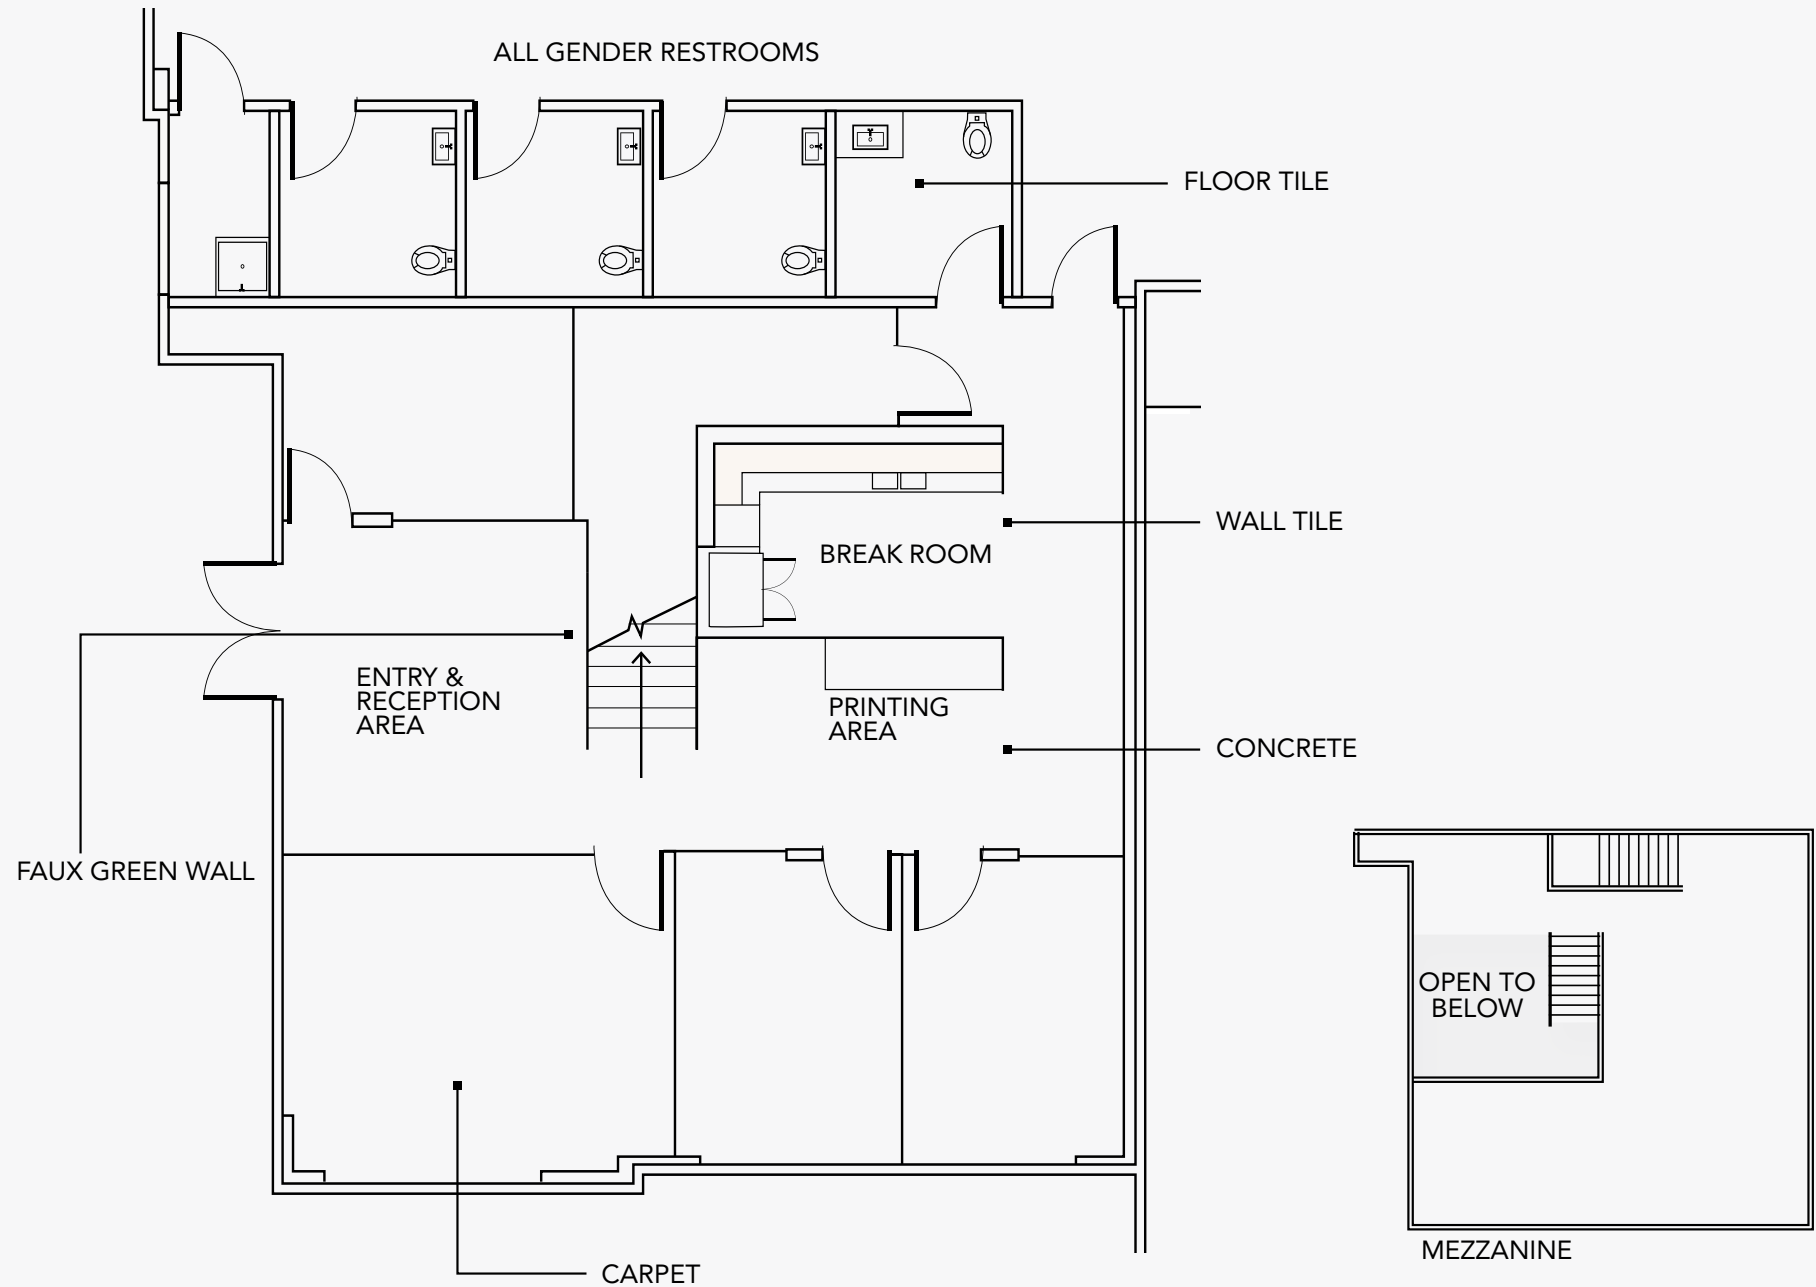 ALL GENDER RESTROOMS
FLOOR TILE
WALL TILE
BREAK ROOM
ENTRY &
RECEPTION
AREA
PRINTING
AREA
CONCRETE
FAUX GREEN WALL
OPEN TO
BELOW
MEZZANINE
CARPET